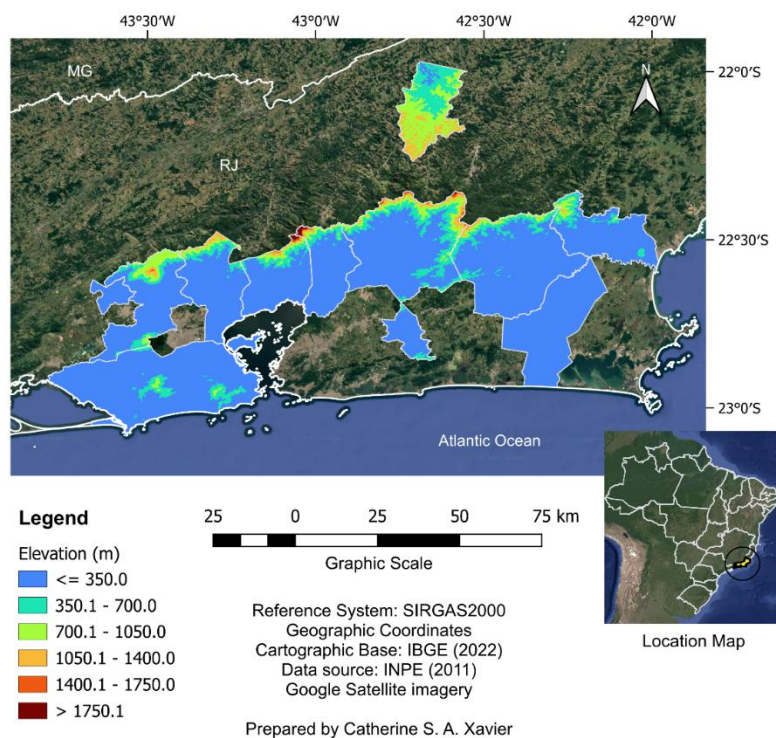 43°30'W 43°0'W 42°30'W 42°0'W
MG
N
22°0'S
RJ
22°30'S
23°0'S
Atlantic Ocean
Legend
25 0 25 50 75 km
Graphic Scale
Elevation (m)
<= 350.0
350.1 - 700.0
700.1 - 1050.0
1050.1 - 1400.0
1400.1 - 1750.0
> 1750.1
Reference System: SIRGAS2000
Geographic Coordinates
Cartographic Base: IBGE (2022)
Data source: INPE (2011)
Google Satellite imagery
Prepared by Catherine S. A. Xavier
Location Map